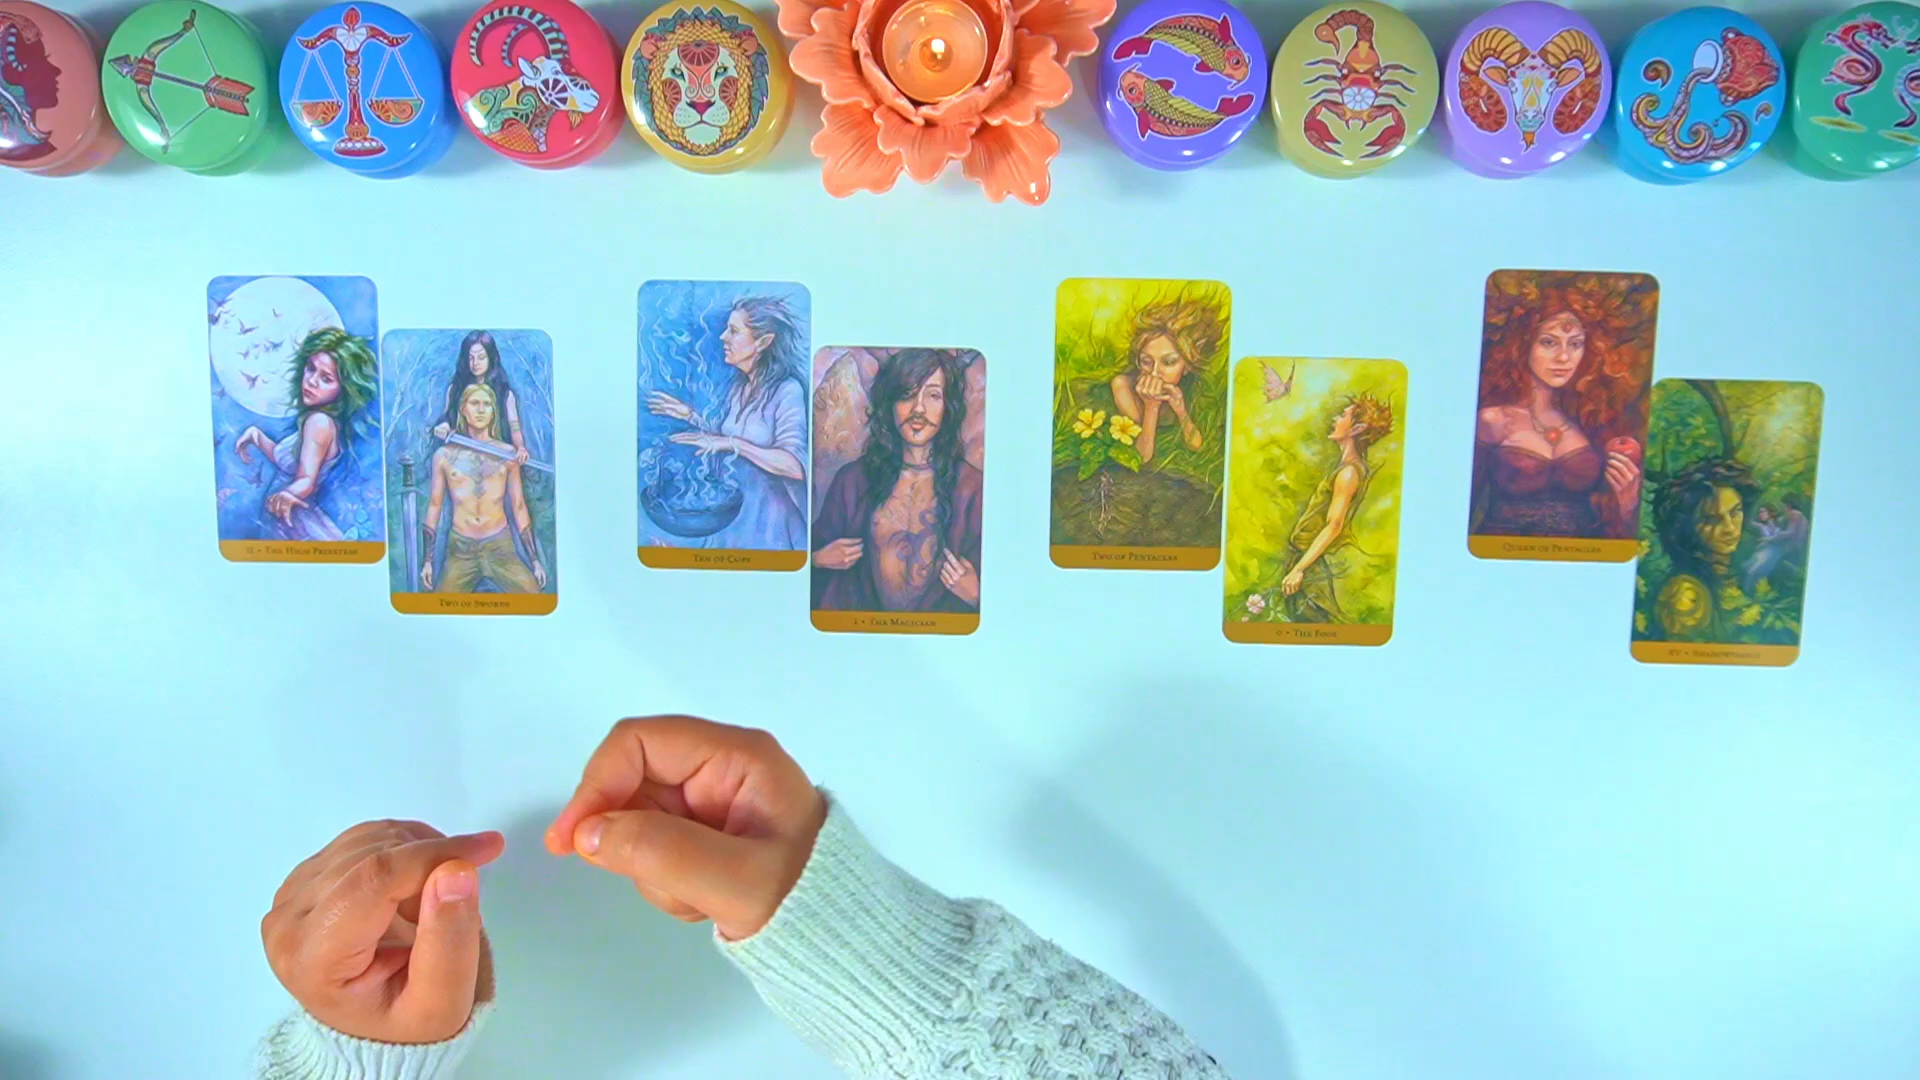 II • The High Priestess
Two of Swords
Ten of Cups
I • The Magician
Two of Pentacles
0 • The Fool
Queen of Pentacles
XV •